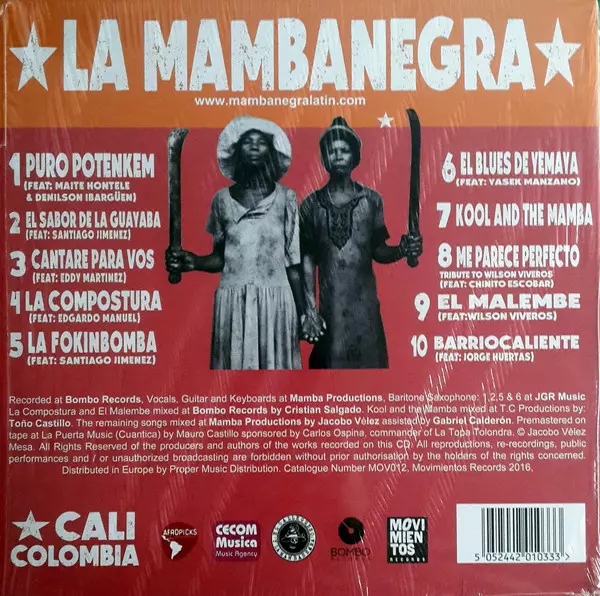 LA MAMBANEGRA
www.mambanegralatin.com
1 PURO POTENKEM
(FEAT: MAITE HONTELE
& DENILSON IBARGÜEN)
2 EL SABOR DE LA GUAYABA
(FEAT: SANTIAGO JIMENEZ)
3 CANTARE PARA VOS
(FEAT: EDDY MARTINEZ)
4 LA COMPOSTURA
(FEAT: EDGARDO MANUEL)
5 LA FOKINBOMBA
(FEAT: SANTIAGO JIMENEZ)
6 EL BLUES DE YEMAYA
(FEAT: YASEK MANZANO)
7 KOOL AND THE MAMBA
8 ME PARECE PERFECTO
TRIBUTE TO WILSON VIVEROS
(FEAT: CHINITO ESCOBAR)
9 EL MALEMBE
(FEAT:WILSON VIVEROS)
10 BARRIOCALIENTE
(FEAT: JORGE HUERTAS)
Recorded at Bombo Records, Vocals, Guitar and Keyboards at Mamba Productions, Baritone Saxophone: 1,2,5 & 6 at JGR Music
La Compostura and El Malembe mixed at Bombo Records by Cristian Salgado. Kool and the Mamba mixed at T.C Productions by:
Toño Castillo. The remaining songs mixed at Mamba Productions by Jacobo Vélez assisted by Gabriel Calderón. Premastered on
tape at La Puerta Music (Cuantica) by Mauro Castillo sponsored by Carlos Ospina, commander of La Topa Tolondra. © Jacobo Vélez
Mesa. All Rights Reserved of the producers and authors of the works recorded on this CD. All reproductions, re-recordings, public
performances and / or unauthorized broadcasting are forbidden without prior authorisation by the holders of the rights concerned.
Distributed in Europe by Proper Music Distribution. Catalogue Number MOV012, Movimientos Records 2016.
CALI
COLOMBIA
AFROPICKS
CECOM
Musica
Music Agency
BOMBO
RECORDS
MOVI
MIEN
TOS
RECORDS
5 052442 010333 >